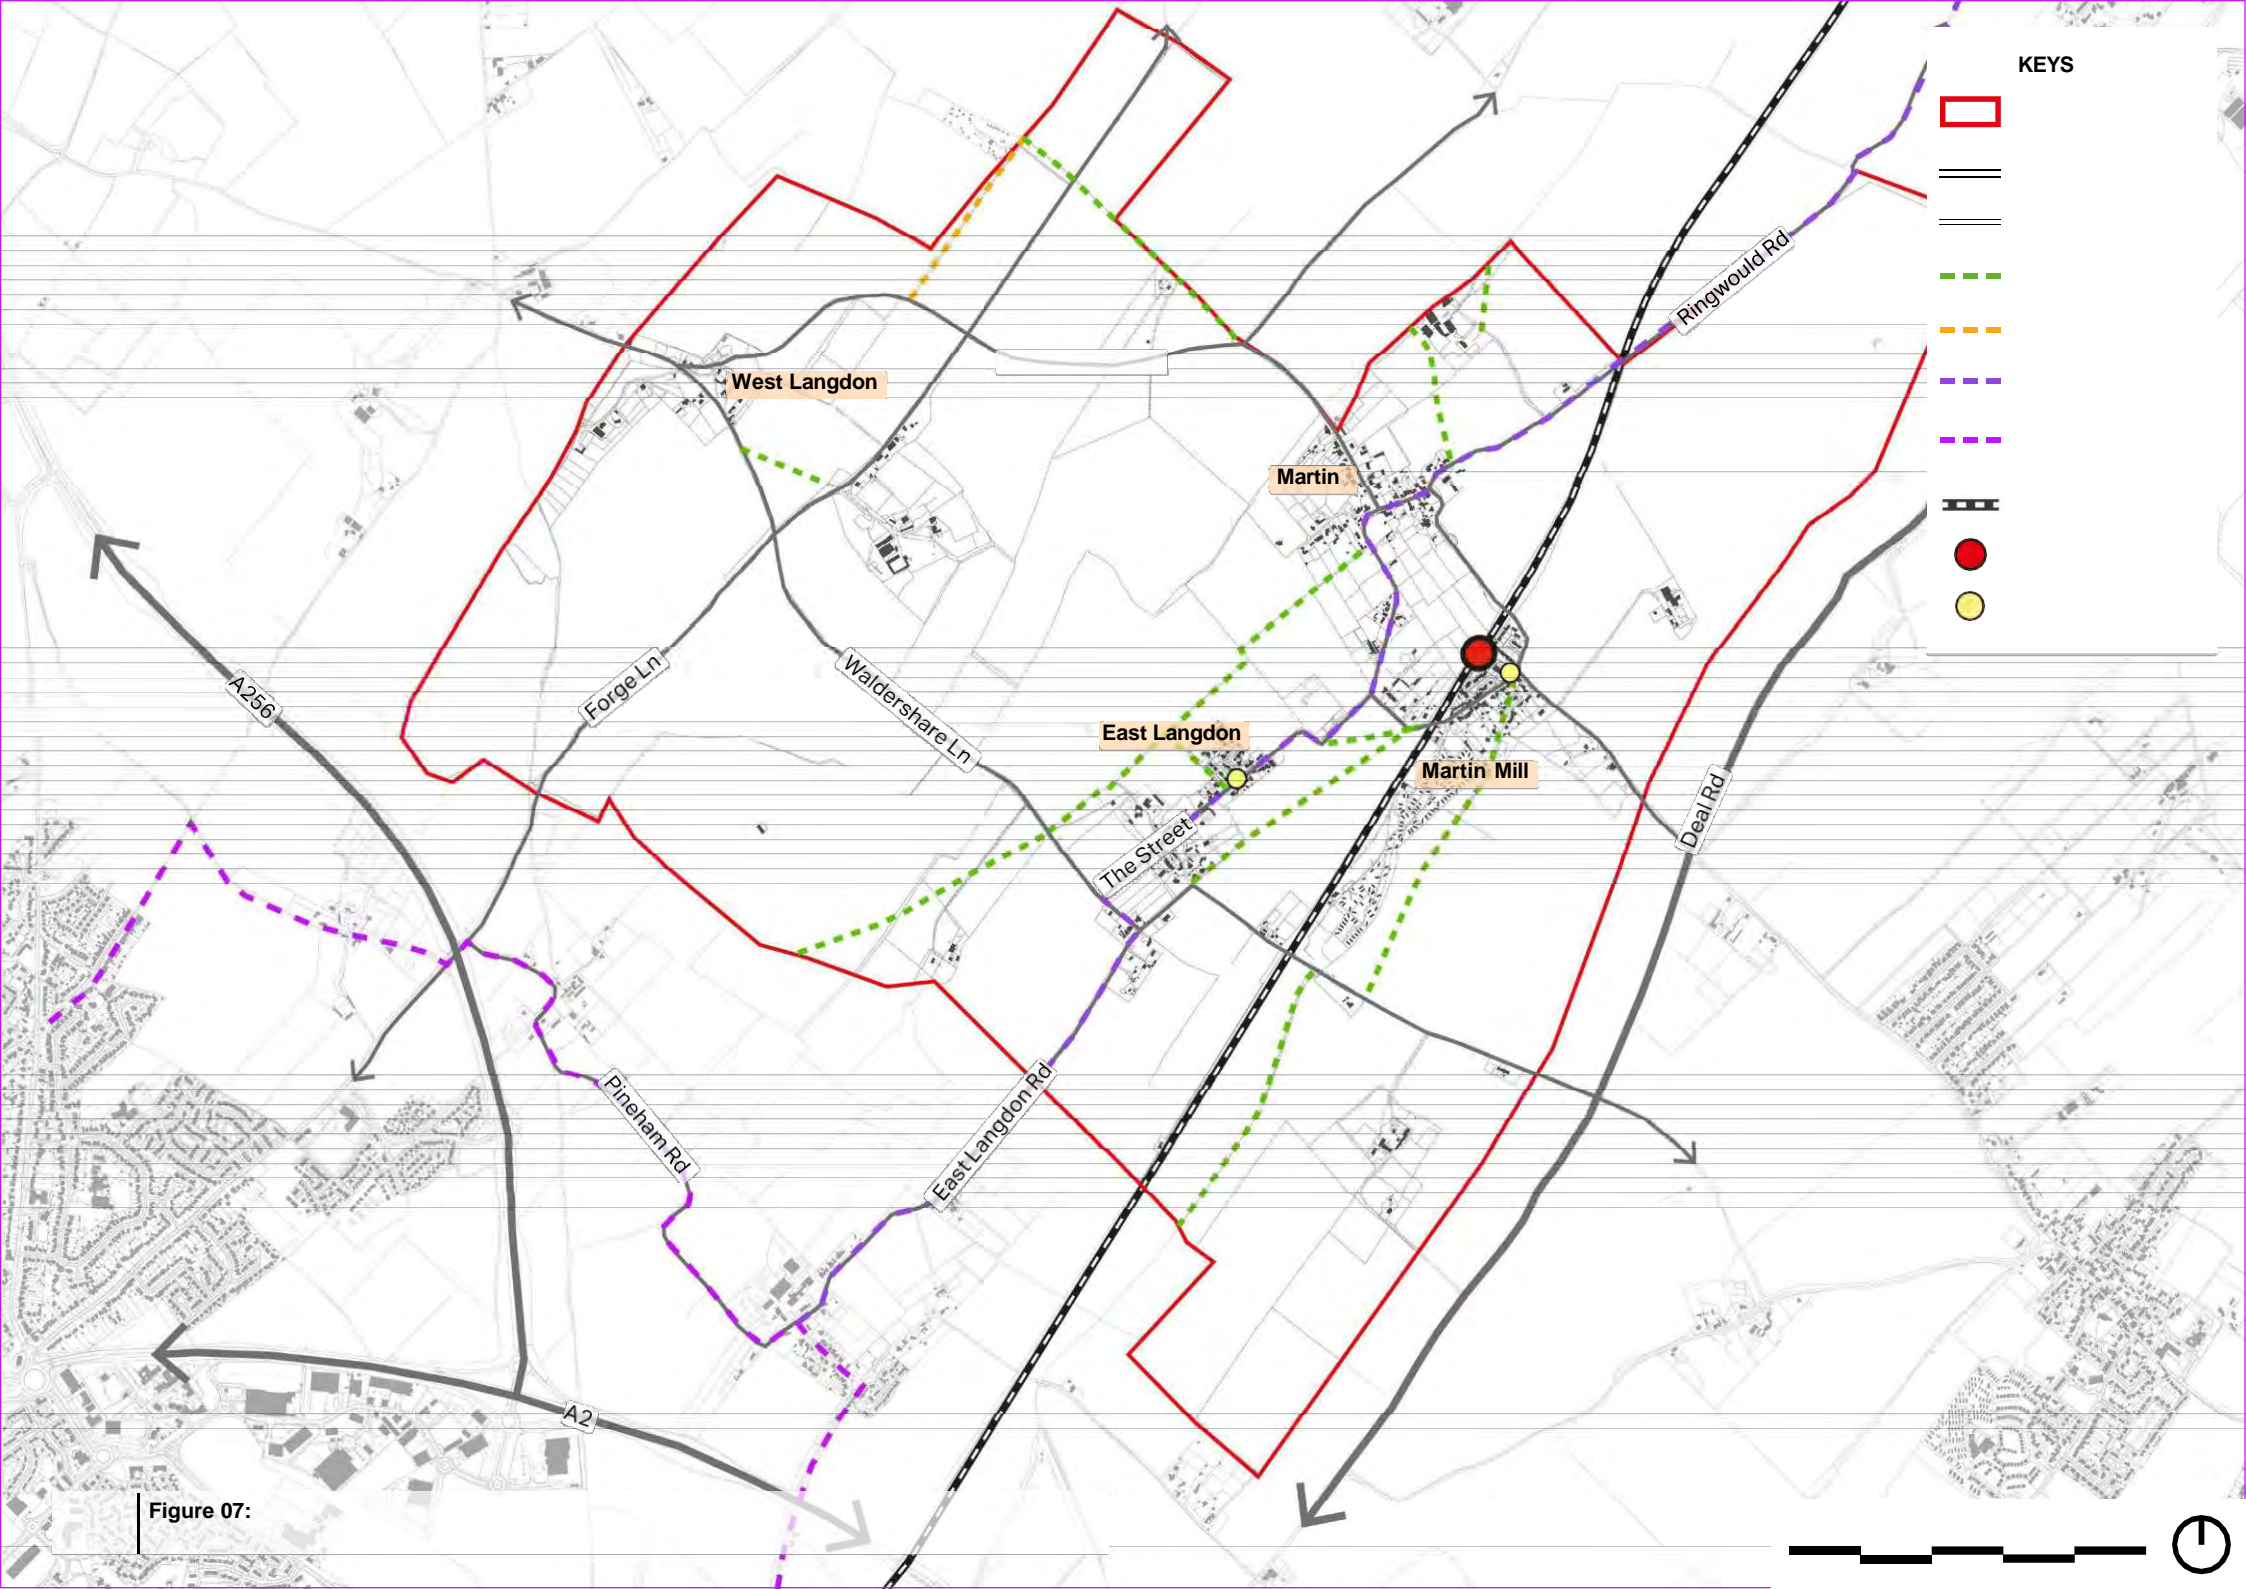 KEYS
Ringwould Rd
West Langdon
Martin
A256
Forge Ln
Waldershare Ln
East Langdon
Martin Mill
Deal Rd
The Street
Pineham Rd
East Langdon Rd
A2
Figure 07: